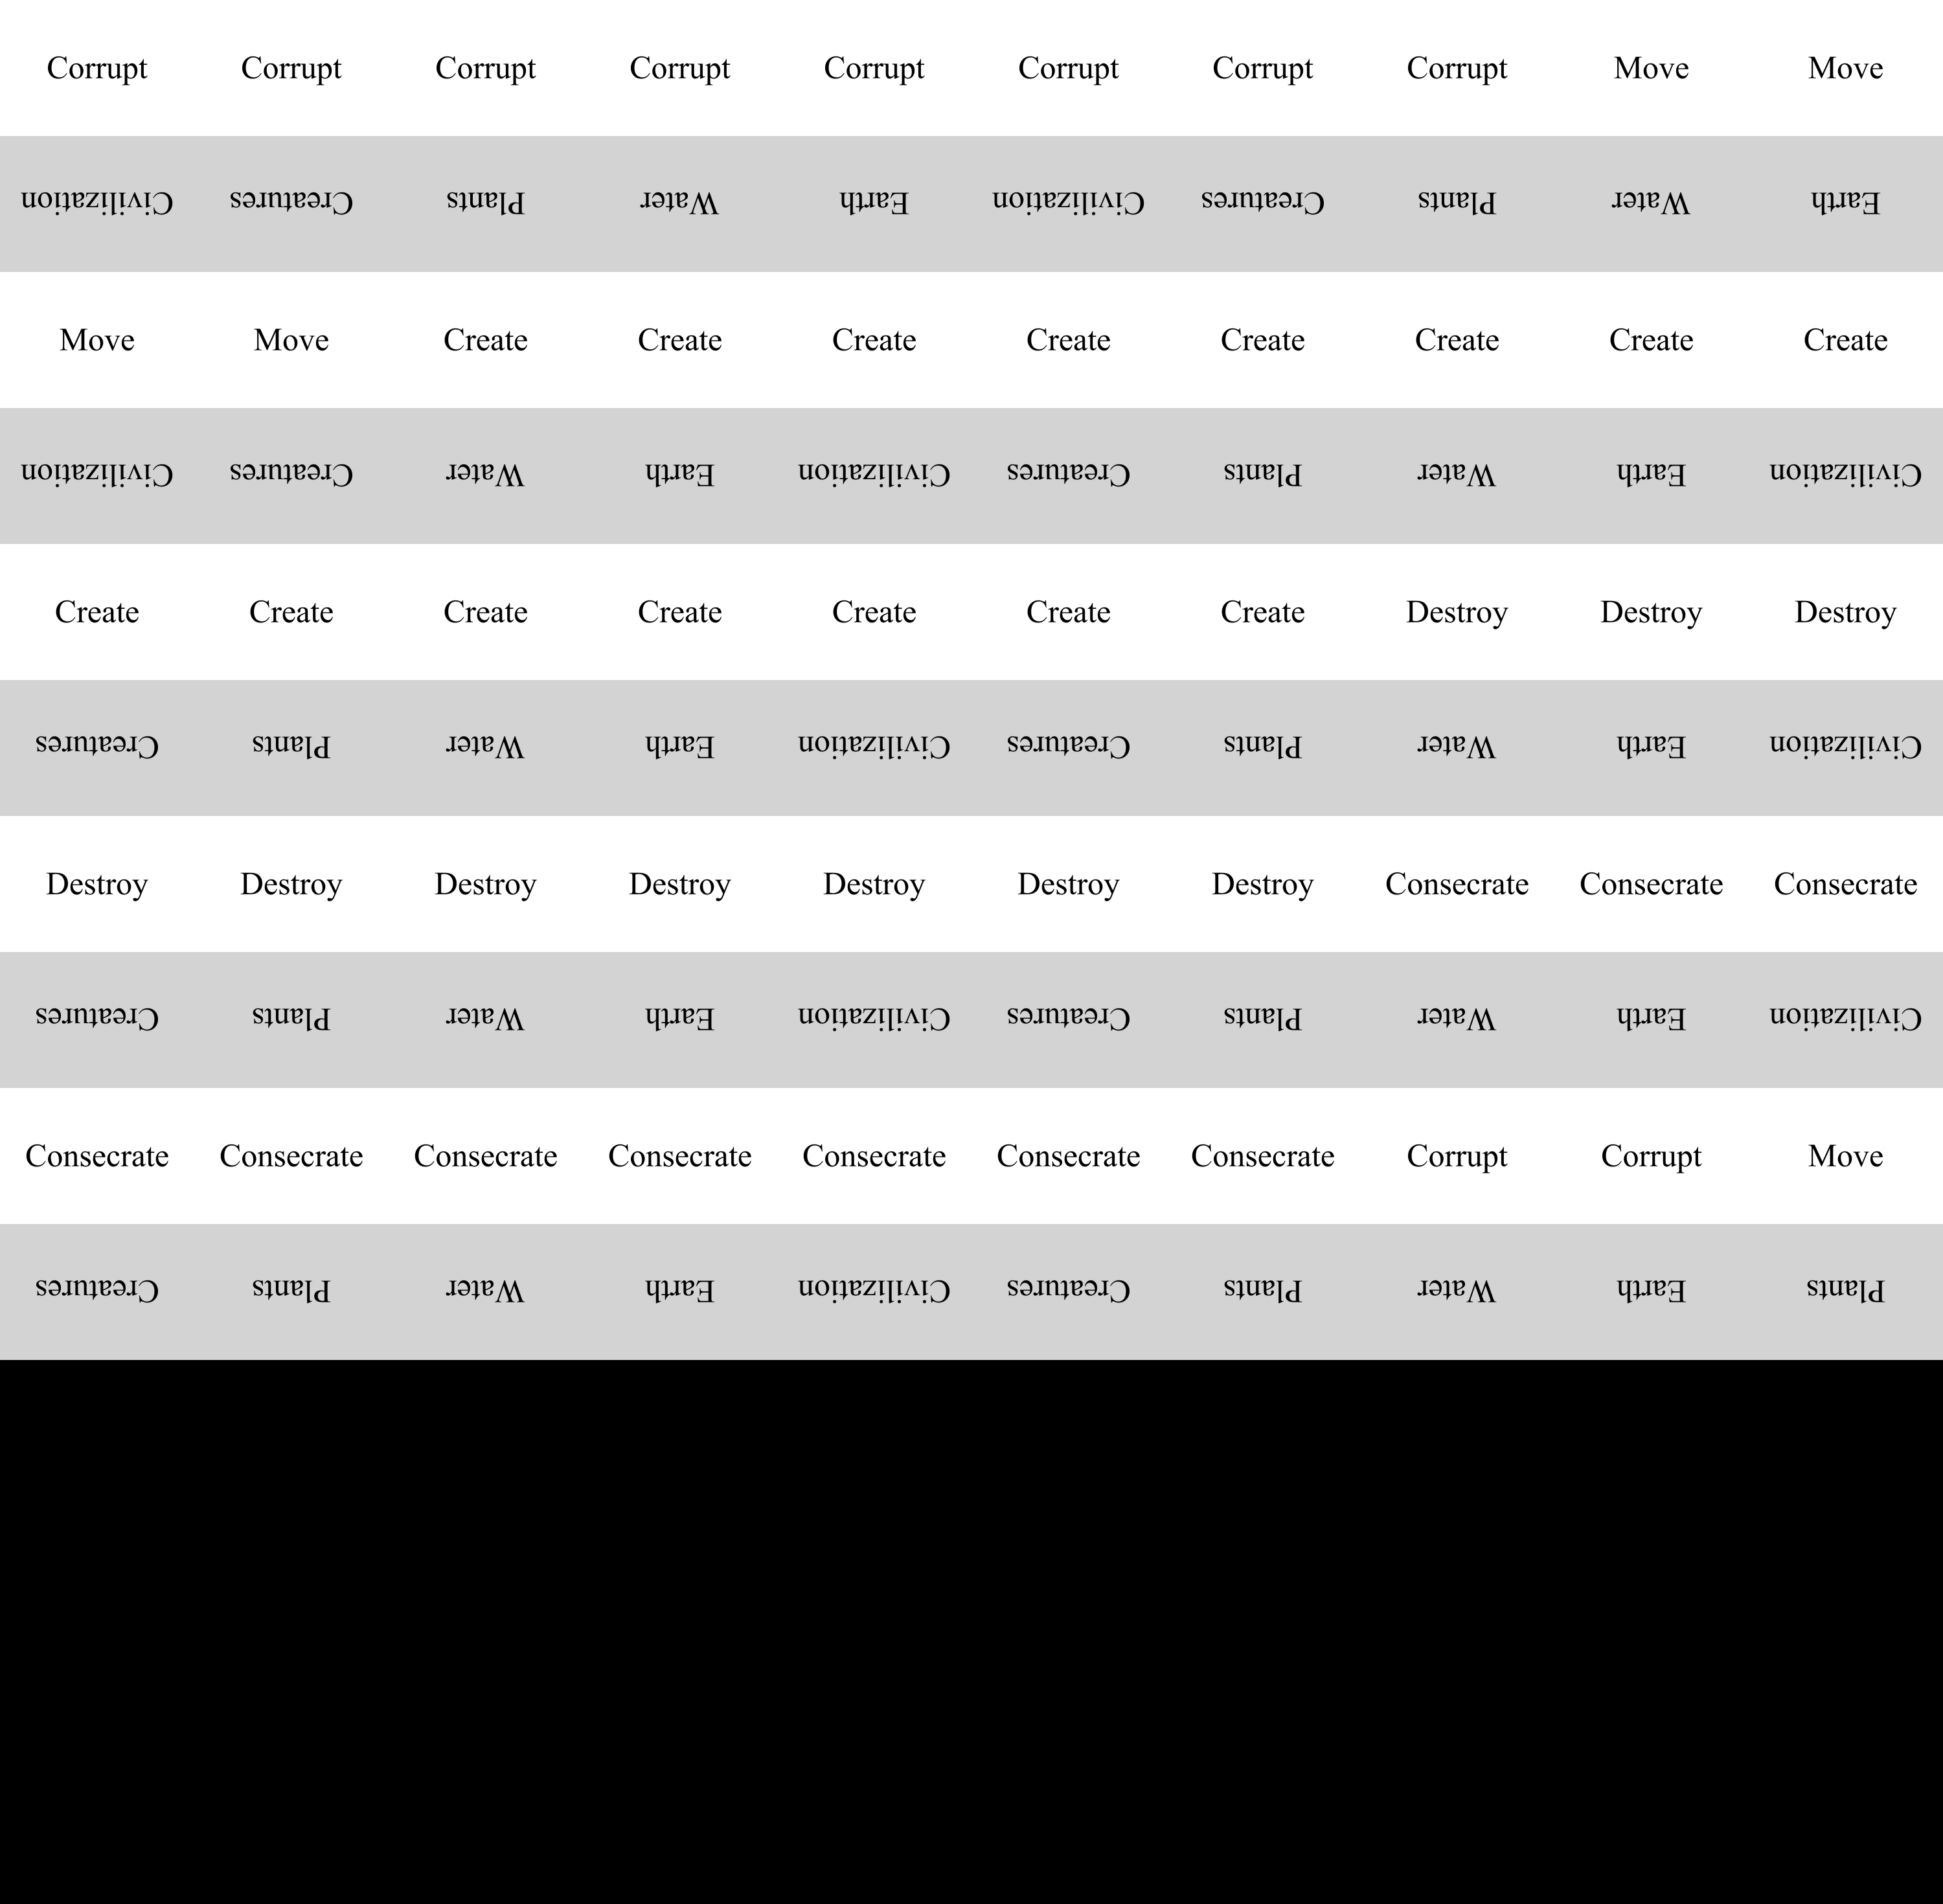 Corrupt Corrupt Corrupt Corrupt Corrupt Corrupt Corrupt Corrupt Move Move
Civilization Creatures Plants Water Earth Civilization Creatures Plants Water Earth
Move Move Create Create Create Create Create Create Create Create
Civilization Creatures Water Earth Civilization Creatures Plants Water Earth Civilization
Create Create Create Create Create Create Create Destroy Destroy Destroy
Creatures Plants Water Earth Civilization Creatures Plants Water Earth Civilization
Destroy Destroy Destroy Destroy Destroy Destroy Destroy Consecrate Consecrate Consecrate
Creatures Plants Water Earth Civilization Creatures Plants Water Earth Civilization
Consecrate Consecrate Consecrate Consecrate Consecrate Consecrate Consecrate Corrupt Corrupt Move
Creatures Plants Water Earth Civilization Creatures Plants Water Earth Plants